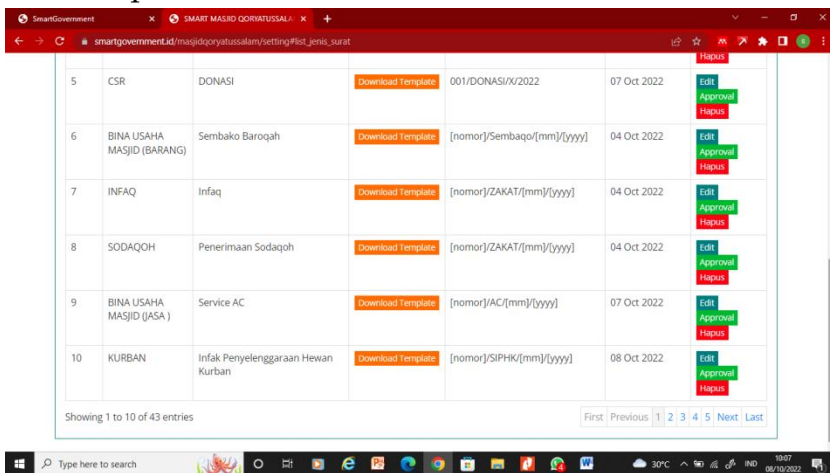 SmartGovernment
SMART MASJID QORYATUSSALA
smartgovernment.id/masjidqoryatussalam/setting#list_jenis_surat
Hapus
5 CSR DONASI Download Template 001/DONASI/X/2022 07 Oct 2022 Edit
Approval
Hapus
6 BINA USAHA Sembako Baroqah Download Template [nomor]/Sembaqo/[mm]/[yyyy] 04 Oct 2022 Edit
MASJID (BARANG) Approval
Hapus
7 INFAQ Infaq Download Template [nomor]/ZAKAT/[mm]/[yyyy] 04 Oct 2022 Edit
Approval
Hapus
8 SODAQOH Penerimaan Sodaqoh Download Template [nomor]/ZAKAT/[mm]/[yyyy] 04 Oct 2022 Edit
Approval
Hapus
9 BINA USAHA Service AC Download Template [nomor]/AC/[mm]/[yyyy] 07 Oct 2022 Edit
MASJID (JASA ) Approval
Hapus
10 KURBAN Infak Penyelenggaraan Hewan Download Template [nomor]/SIPHK/[mm]/[yyyy] 08 Oct 2022 Edit
Kurban Approval
Hapus
Showing 1 to 10 of 43 entries First Previous 1 2 3 4 5 Next Last
Type here to search 30°C IND 10:07
08/10/2022